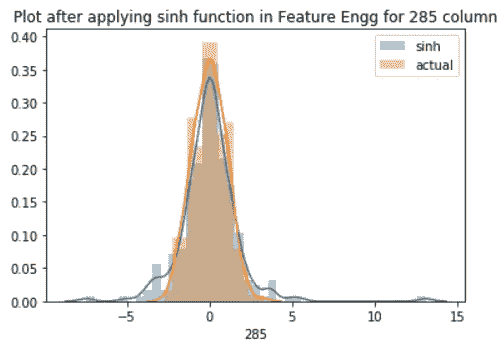 Plot after applying sinh function in Feature Engg for 285 column
sinh
actual
0.40
0.35
0.30
0.25
0.20
0.15
0.10
0.05
0.00
−5 0 5 10 15
285